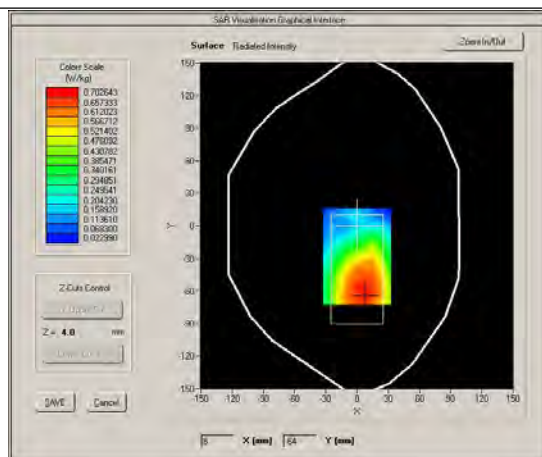 SAR Visualisation Graphical Interface
Surface Radiated Intensity
Zoom In/Out
Colors Scale
(W/kg)
0.702643
0.657333
0.612023
0.566712
0.521402
0.476092
0.430782
0.385471
0.340161
0.294851
0.249541
0.204230
0.158920
0.113610
0.068300
0.022990
150
120
90
60
30
0
-30
-60
-90
-120
-150
Y
-150 -120 -90 -60 -30 0 30 60 90 120 150
X
Z-Cuts Control
Z = 4.0 mm
SAVE Cancel
X (mm) 64 Y (mm)